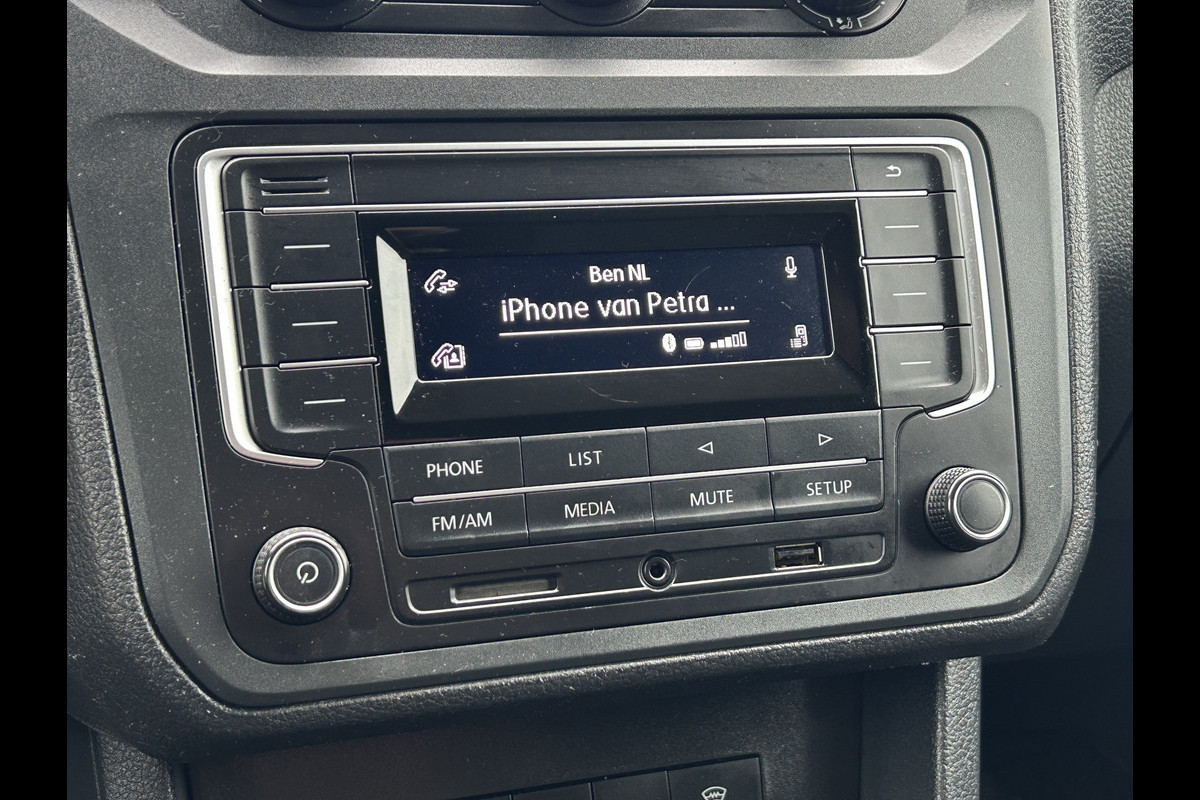 Ben NL
iPhone van Petra ...
PHONE
LIST
FM/AM
MEDIA
MUTE
SETUP